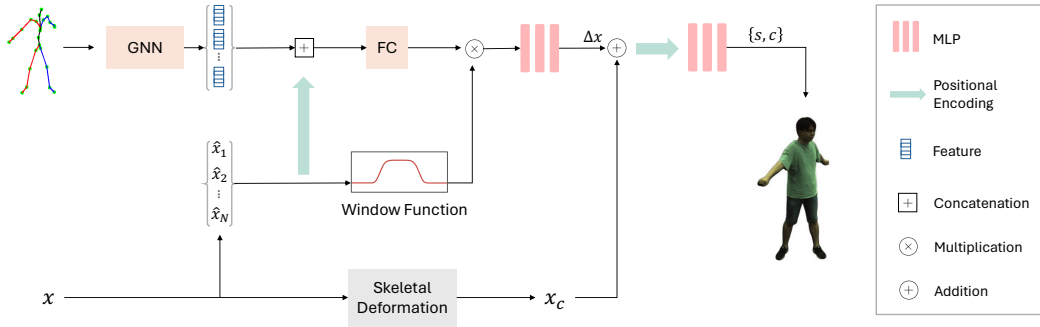 GNN
FC
Δx
{s, c}
x̂₁
x̂₂
⋮
x̂_N
Window Function
x
Skeletal
Deformation
x_C
MLP
Positional
Encoding
Feature
Concatenation
Multiplication
Addition